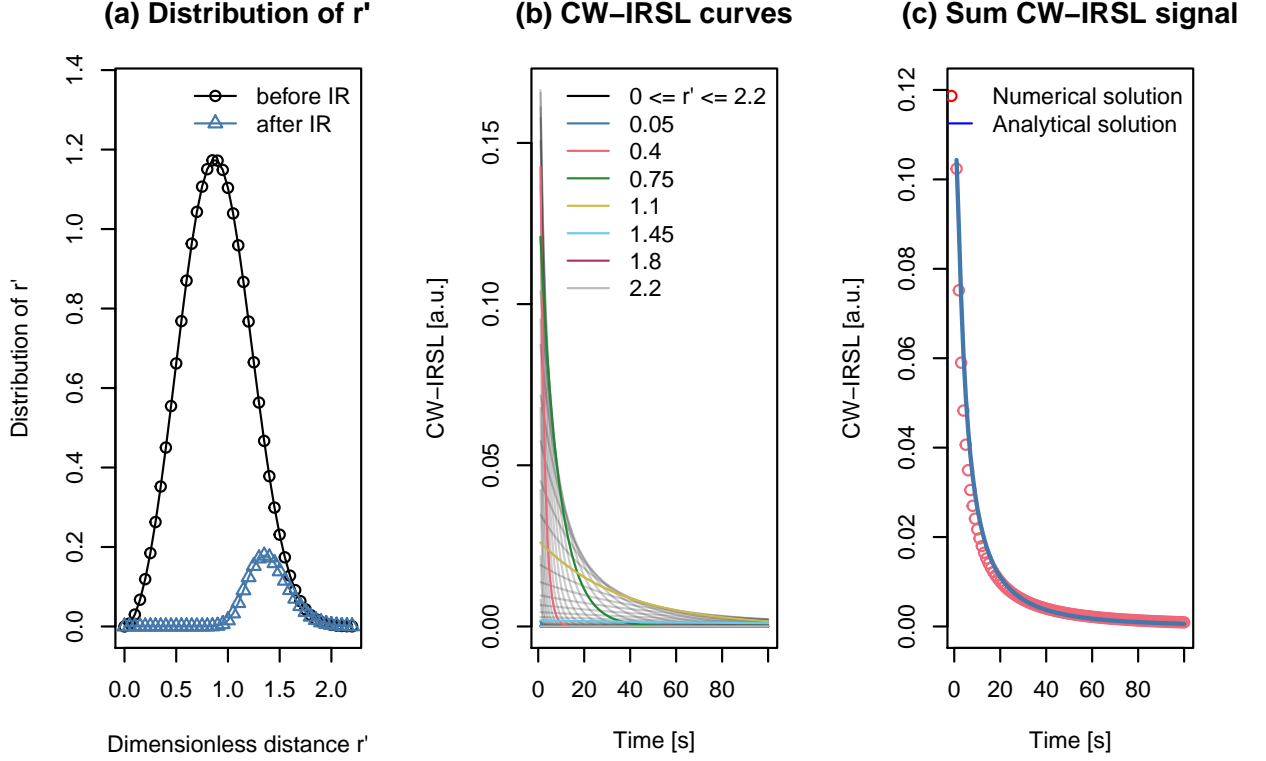 (a) Distribution of r'
Distribution of r'
1.4
1.2
1.0
0.8
0.6
0.4
0.2
0.0
before IR
after IR
0.0 0.5 1.0 1.5 2.0
Dimensionless distance r'
(b) CW−IRSL curves
CW−IRSL [a.u.]
0.15
0.10
0.05
0.00
0 <= r' <= 2.2
0.05
0.4
0.75
1.1
1.45
1.8
2.2
0 20 40 60 80
Time [s]
(c) Sum CW−IRSL signal
CW−IRSL [a.u.]
0.12
0.10
0.08
0.06
0.04
0.02
0.00
Numerical solution
Analytical solution
0 20 40 60 80
Time [s]